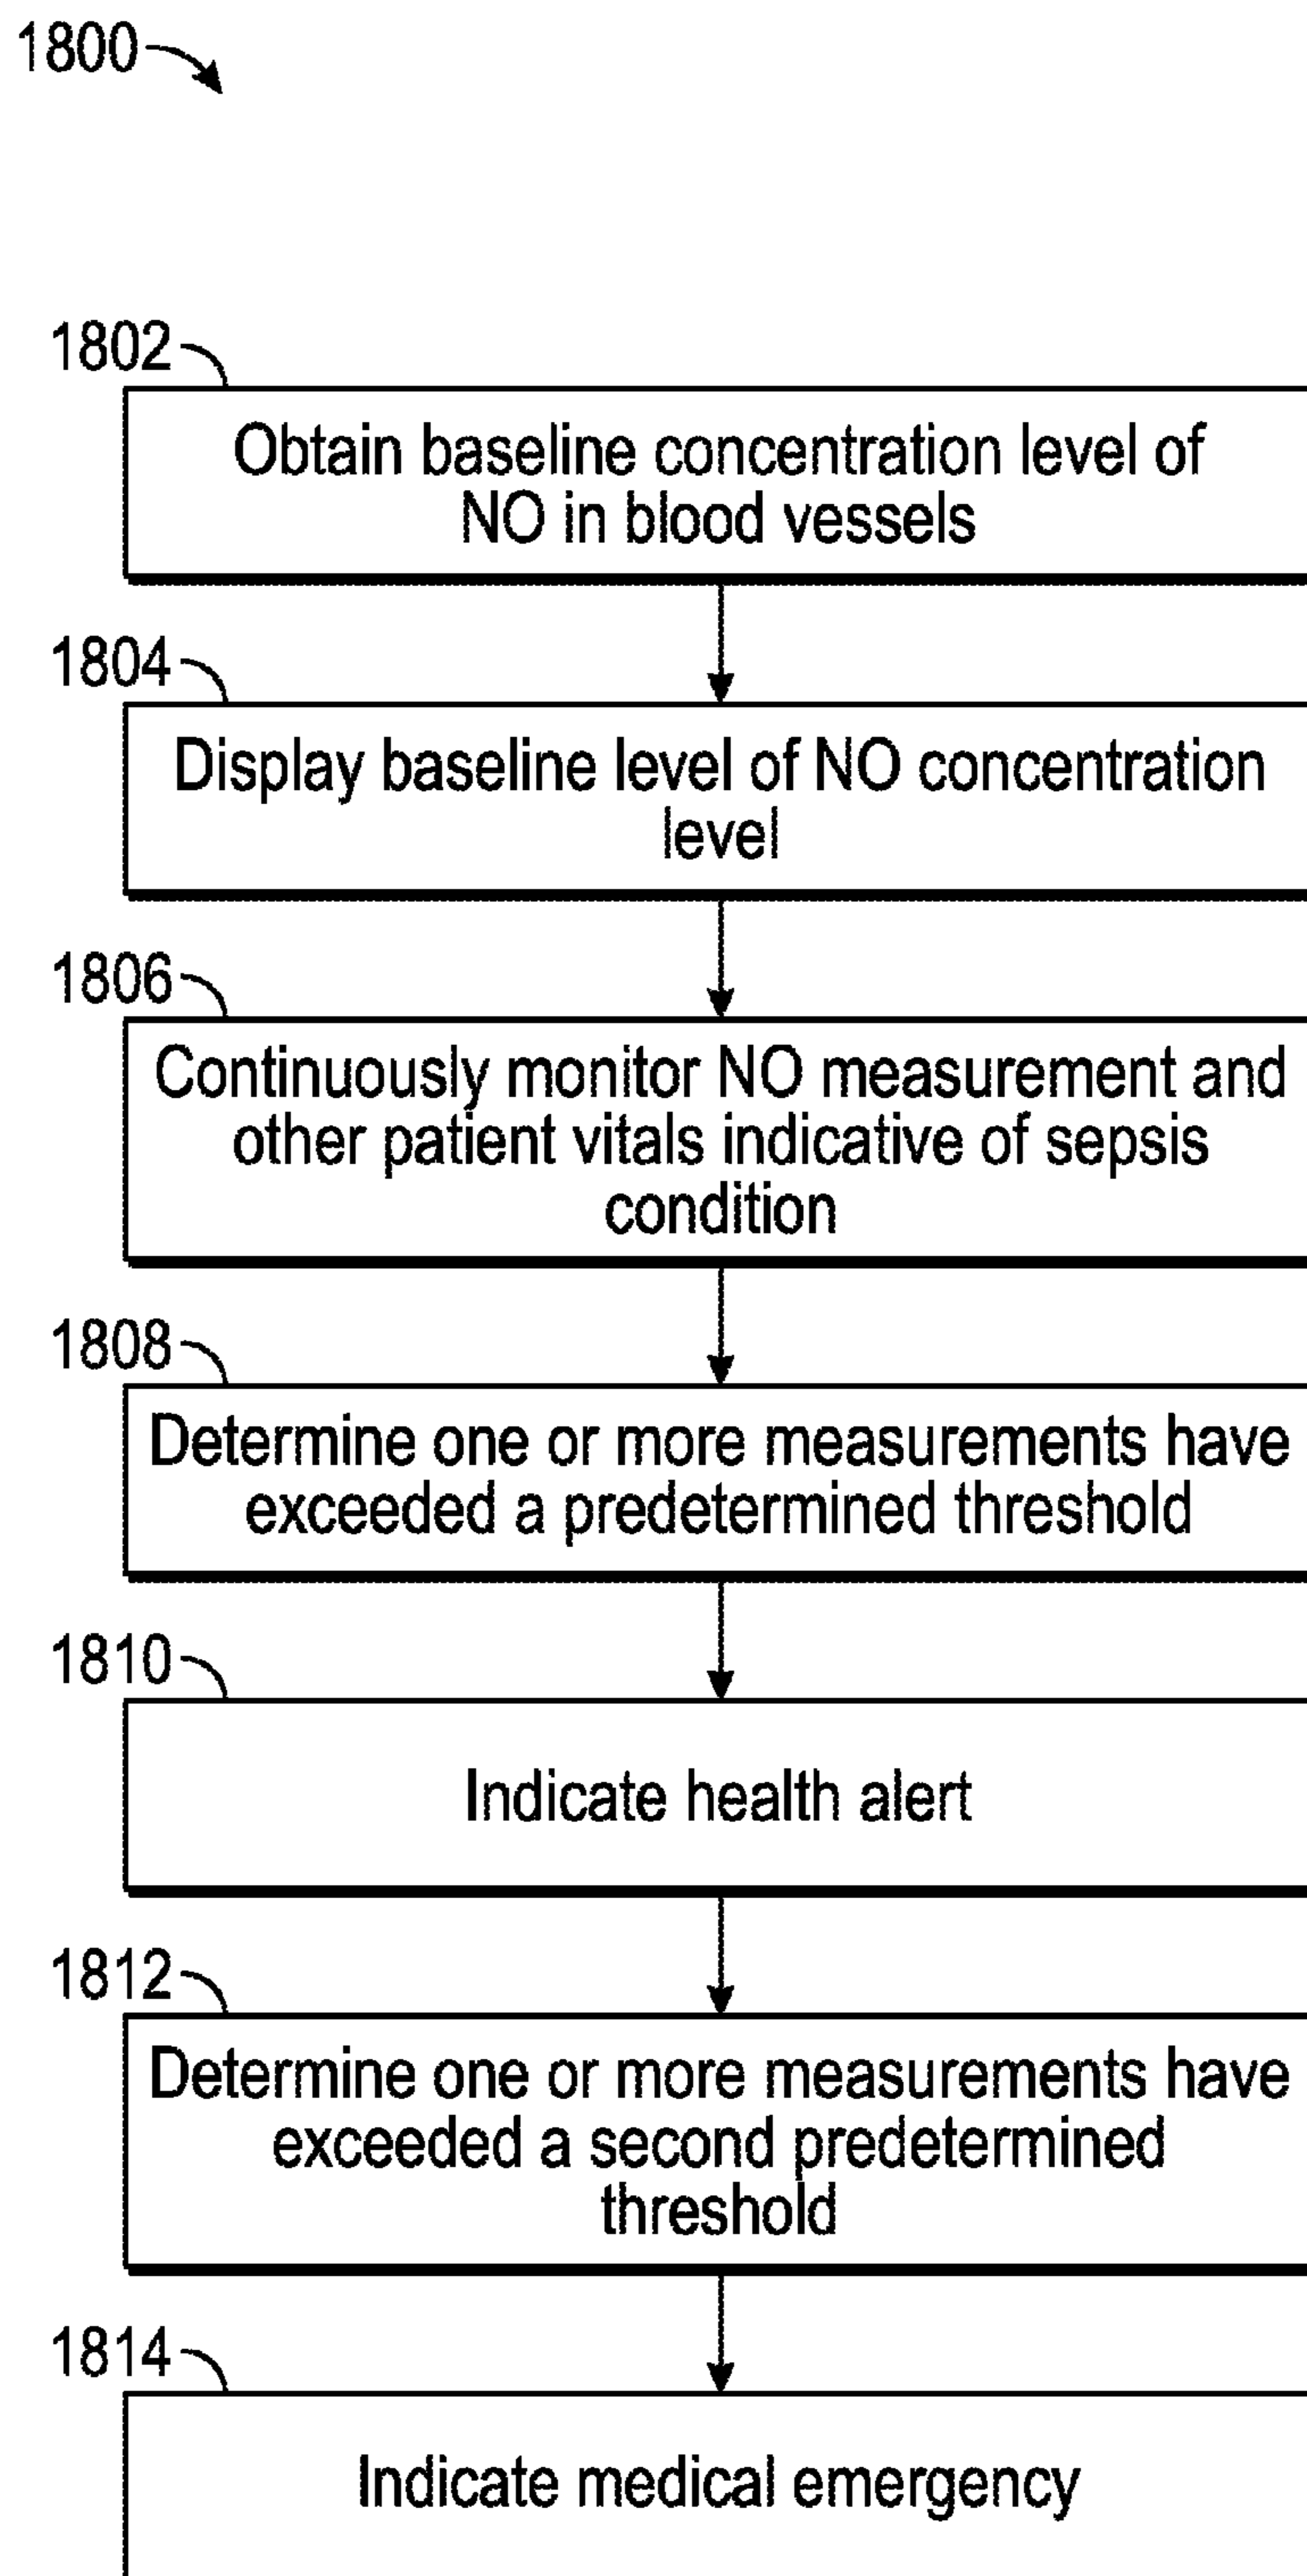 1800
1802
Obtain baseline concentration level of
NO in blood vessels
1804
Display baseline level of NO concentration
level
1806
Continuously monitor NO measurement and
other patient vitals indicative of sepsis
condition
1808
Determine one or more measurements have
exceeded a predetermined threshold
1810
Indicate health alert
1812
Determine one or more measurements have
exceeded a second predetermined
threshold
1814
Indicate medical emergency